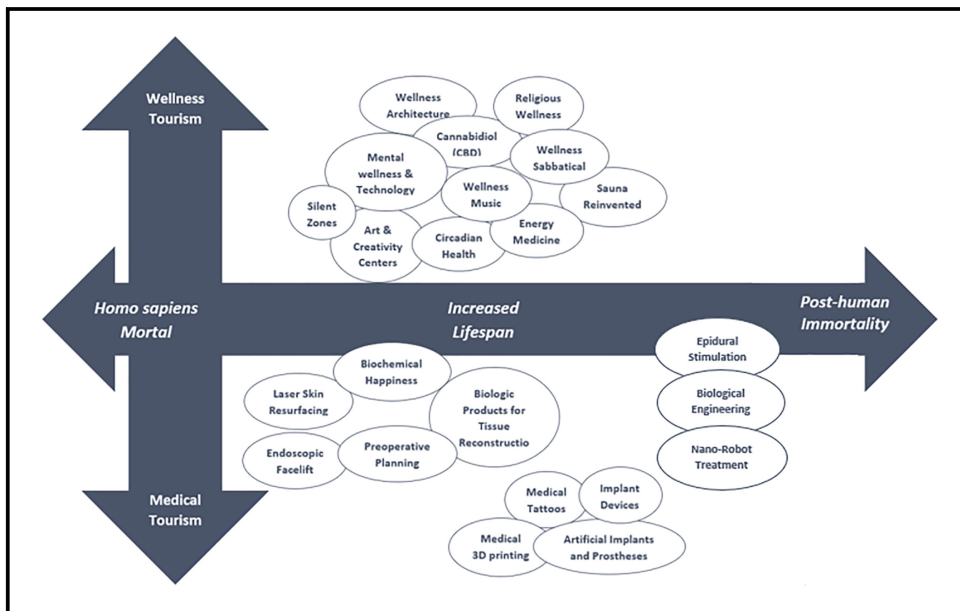 Wellness
Tourism
Wellness
Architecture
Religious
Wellness
Cannabidiol
(CBD)
Wellness
Sabbatical
Mental
wellness &
Technology
Wellness
Music
Sauna
Reinvented
Silent
Zones
Art &
Creativity
Centers
Circadian
Health
Energy
Medicine
Homo sapiens
Mortal
Increased
Lifespan
Post-human
Immortality
Epidural
Stimulation
Biochemical
Happiness
Laser Skin
Resurfacing
Biologic
Products for
Tissue
Reconstructio
Biological
Engineering
Endoscopic
Facelift
Preoperative
Planning
Nano-Robot
Treatment
Medical
Tourism
Medical
Tattoos
Implant
Devices
Medical
3D printing
Artificial Implants
and Prostheses